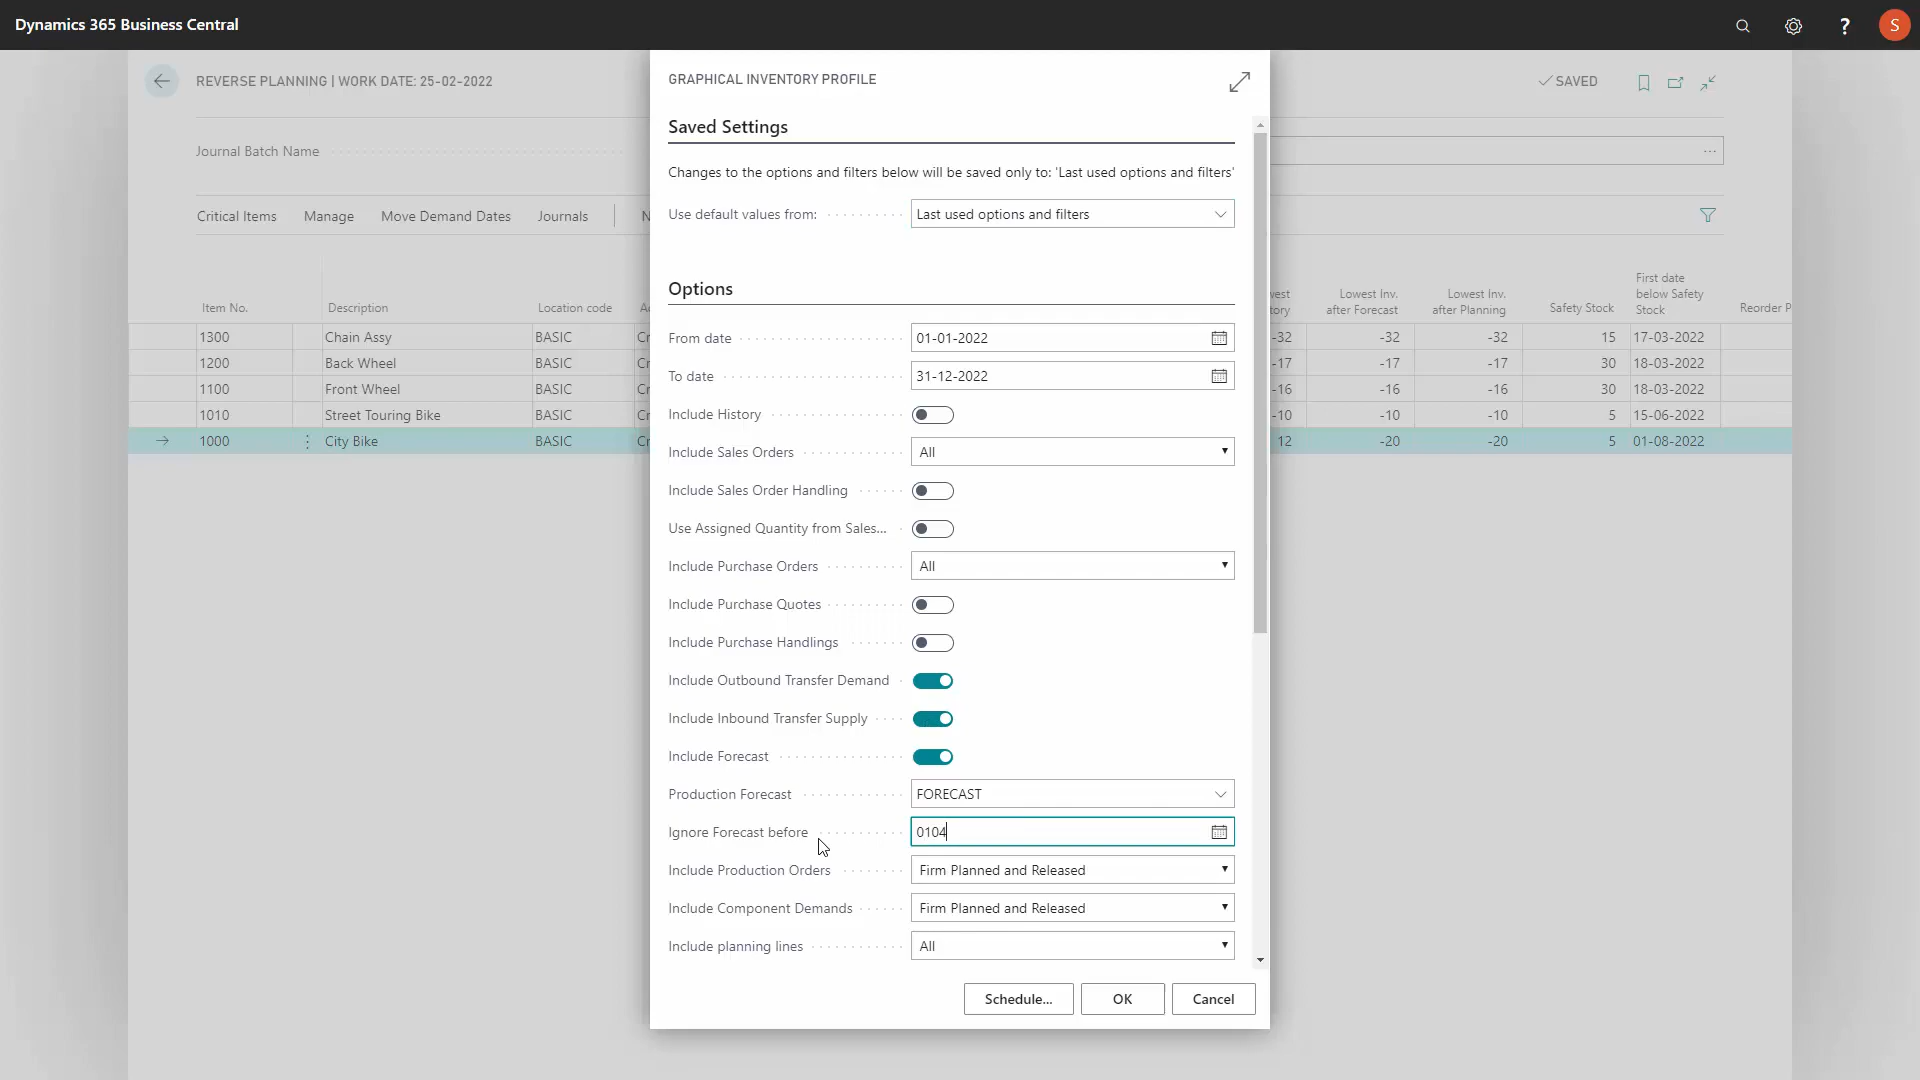 Dynamics 365 Business Central
?
S
REVERSE PLANNING | WORK DATE: 25-02-2022
SAVED
Journal Batch Name
...
Critical Items
Manage
Move Demand Dates
Journals
Item No.
Description
Location code
Lowest Inv. after Forecast
Lowest Inv. after Planning
Safety Stock
First date below Safety Stock
1300 Chain Assy BASIC -32 -32 -32 15 17-03-2022
1200 Back Wheel BASIC -17 -17 -17 30 18-03-2022
1100 Front Wheel BASIC -16 -16 -16 30 18-03-2022
1010 Street Touring Bike BASIC -10 -10 -10 5 15-06-2022
1000 City Bike BASIC 12 -20 -20 5 01-08-2022
GRAPHICAL INVENTORY PROFILE
Saved Settings
Changes to the options and filters below will be saved only to: 'Last used options and filters'
Use default values from: Last used options and filters
Options
From date 01-01-2022
To date 31-12-2022
Include History
Include Sales Orders All
Include Sales Order Handling
Use Assigned Quantity from Sales...
Include Purchase Orders All
Include Purchase Quotes
Include Purchase Handlings
Include Outbound Transfer Demand
Include Inbound Transfer Supply
Include Forecast
Production Forecast FORECAST
Ignore Forecast before 0104
Include Production Orders Firm Planned and Released
Include Component Demands Firm Planned and Released
Include planning lines All
Schedule...
OK
Cancel